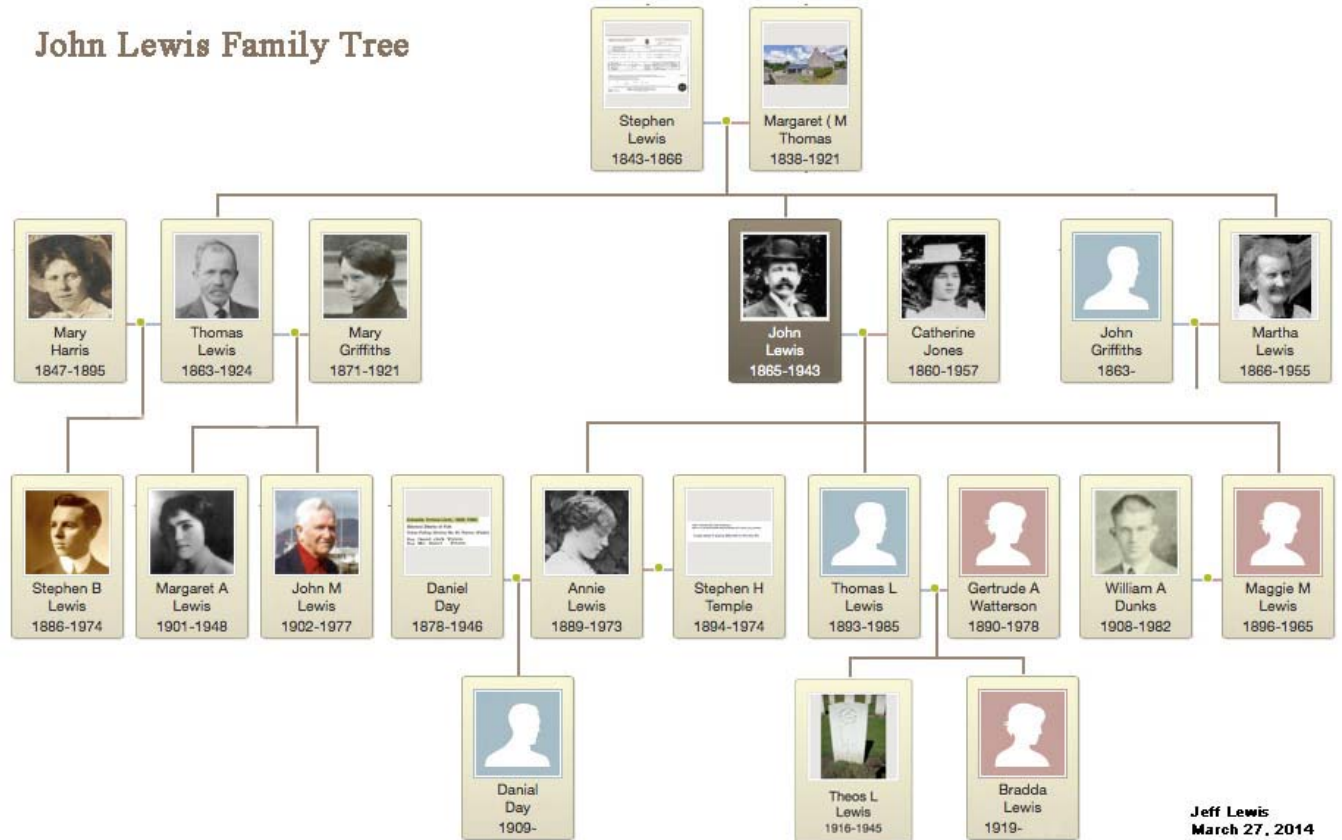 John Lewis Family Tree
Stephen
Lewis
1843-1866
Margaret ( M
Thomas
1838-1921
Mary
Harris
1847-1895
Thomas
Lewis
1863-1924
Mary
Griffiths
1871-1921
John
Lewis
1865-1943
Catherine
Jones
1860-1957
John
Griffiths
1863-
Martha
Lewis
1866-1955
Stephen B
Lewis
1886-1974
Margaret A
Lewis
1901-1948
John M
Lewis
1902-1977
Daniel
Day
1878-1946
Annie
Lewis
1889-1973
Stephen H
Temple
1894-1974
Thomas L
Lewis
1893-1985
Gertrude A
Watterson
1890-1978
William A
Dunks
1908-1982
Maggie M
Lewis
1896-1965
Danial
Day
1909-
Theos L
Lewis
1916-1945
Bradda
Lewis
1919-
Jeff Lewis
March 27, 2014